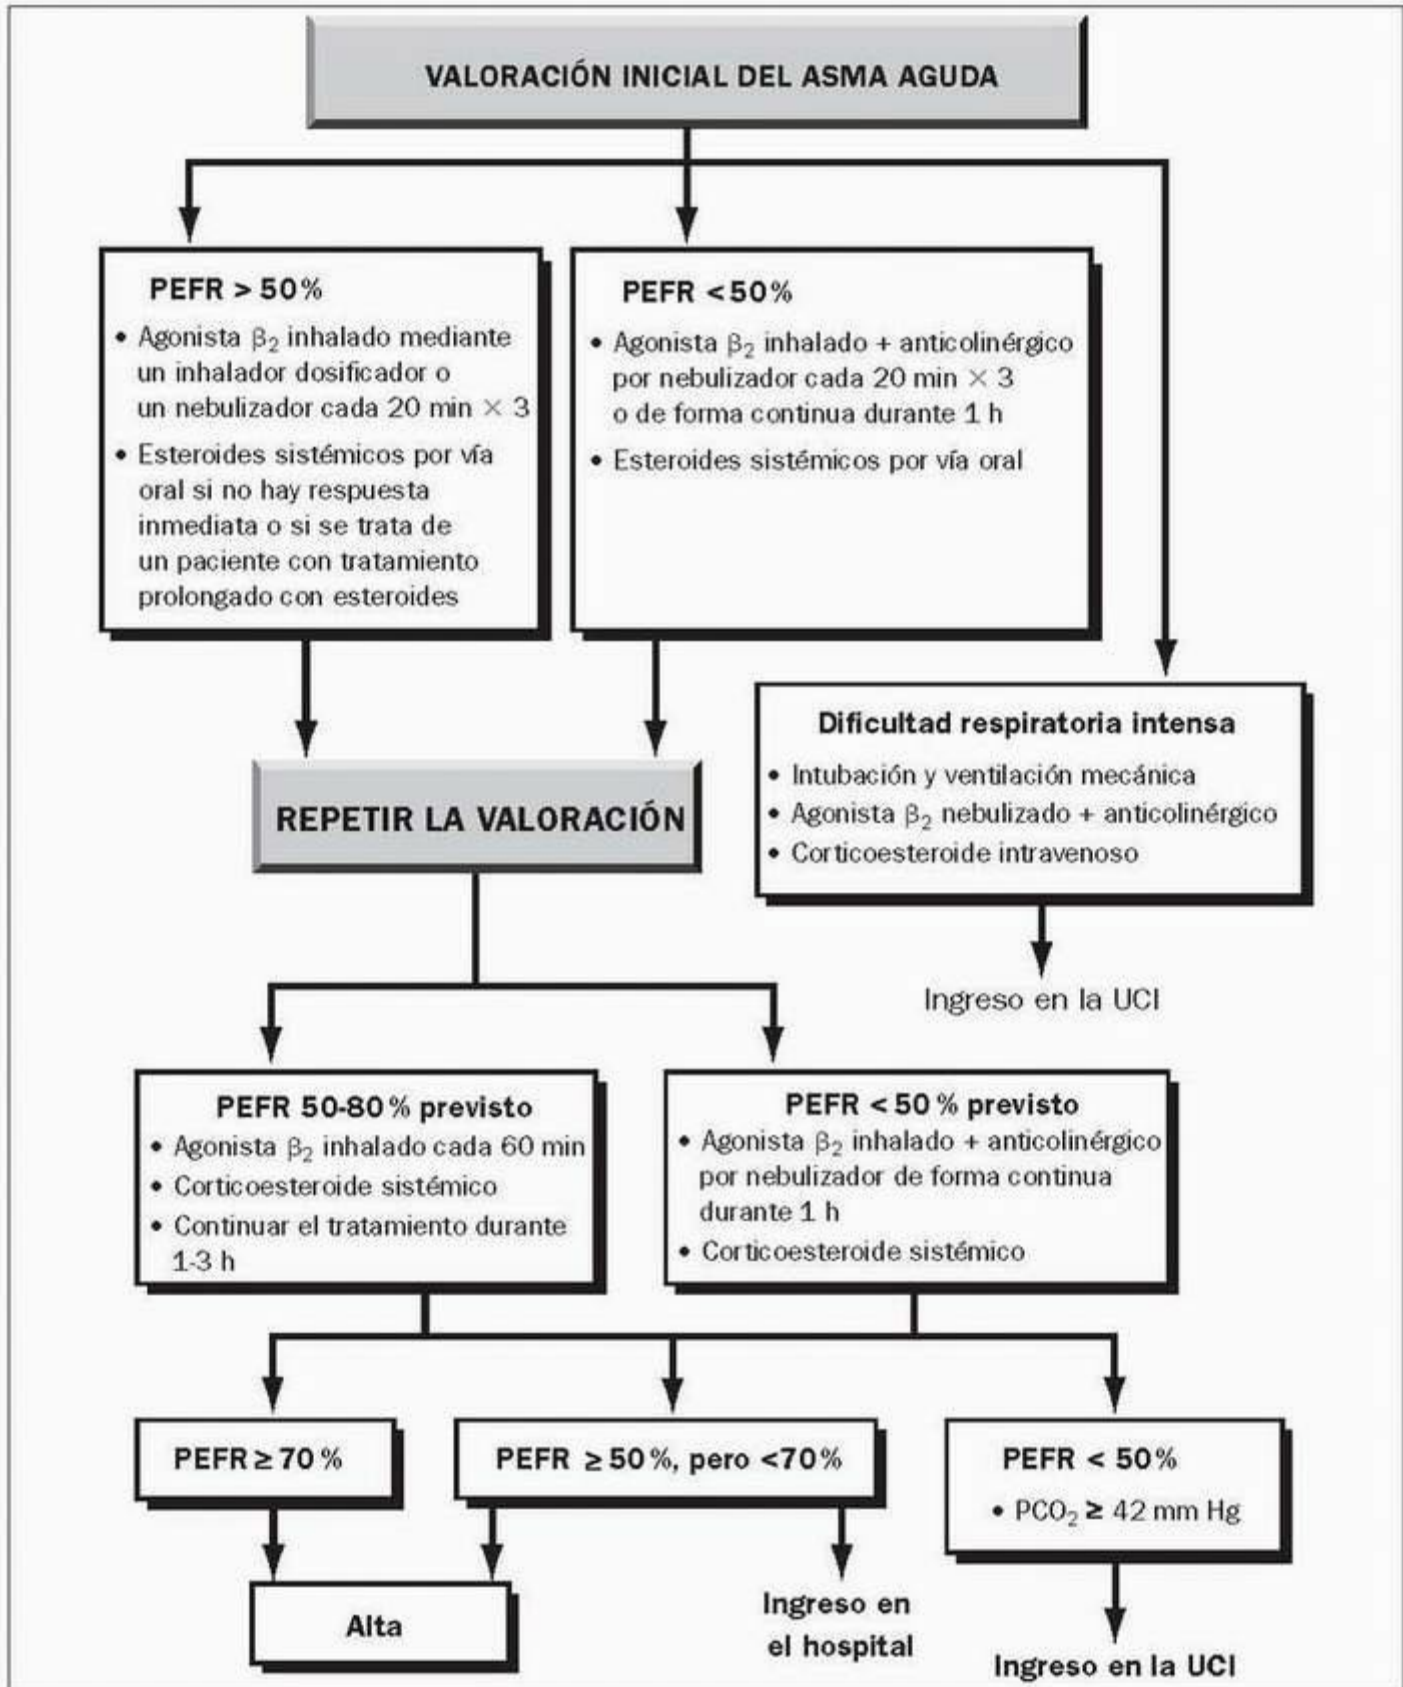 VALORACIÓN INICIAL DEL ASMA AGUDA
PEFR > 50%
• Agonista β₂ inhalado mediante
un inhalador dosificador o
un nebulizador cada 20 min × 3
• Esteroides sistémicos por vía
oral si no hay respuesta
inmediata o si se trata de
un paciente con tratamiento
prolongado con esteroides
PEFR <50%
• Agonista β₂ inhalado + anticolinérgico
por nebulizador cada 20 min × 3
o de forma continua durante 1 h
• Esteroides sistémicos por vía oral
Dificultad respiratoria intensa
• Intubación y ventilación mecánica
• Agonista β₂ nebulizado + anticolinérgico
• Corticoesteroide intravenoso
Ingreso en la UCI
REPETIR LA VALORACIÓN
PEFR 50-80% previsto
• Agonista β₂ inhalado cada 60 min
• Corticoesteroide sistémico
• Continuar el tratamiento durante
1-3 h
PEFR <50% previsto
• Agonista β₂ inhalado + anticolinérgico
por nebulizador de forma continua
durante 1 h
• Corticoesteroide sistémico
PEFR ≥ 70%
PEFR ≥50%, pero <70%
PEFR < 50%
• PCO₂ ≥ 42 mm Hg
Alta
Ingreso en
el hospital
Ingreso en la UCI